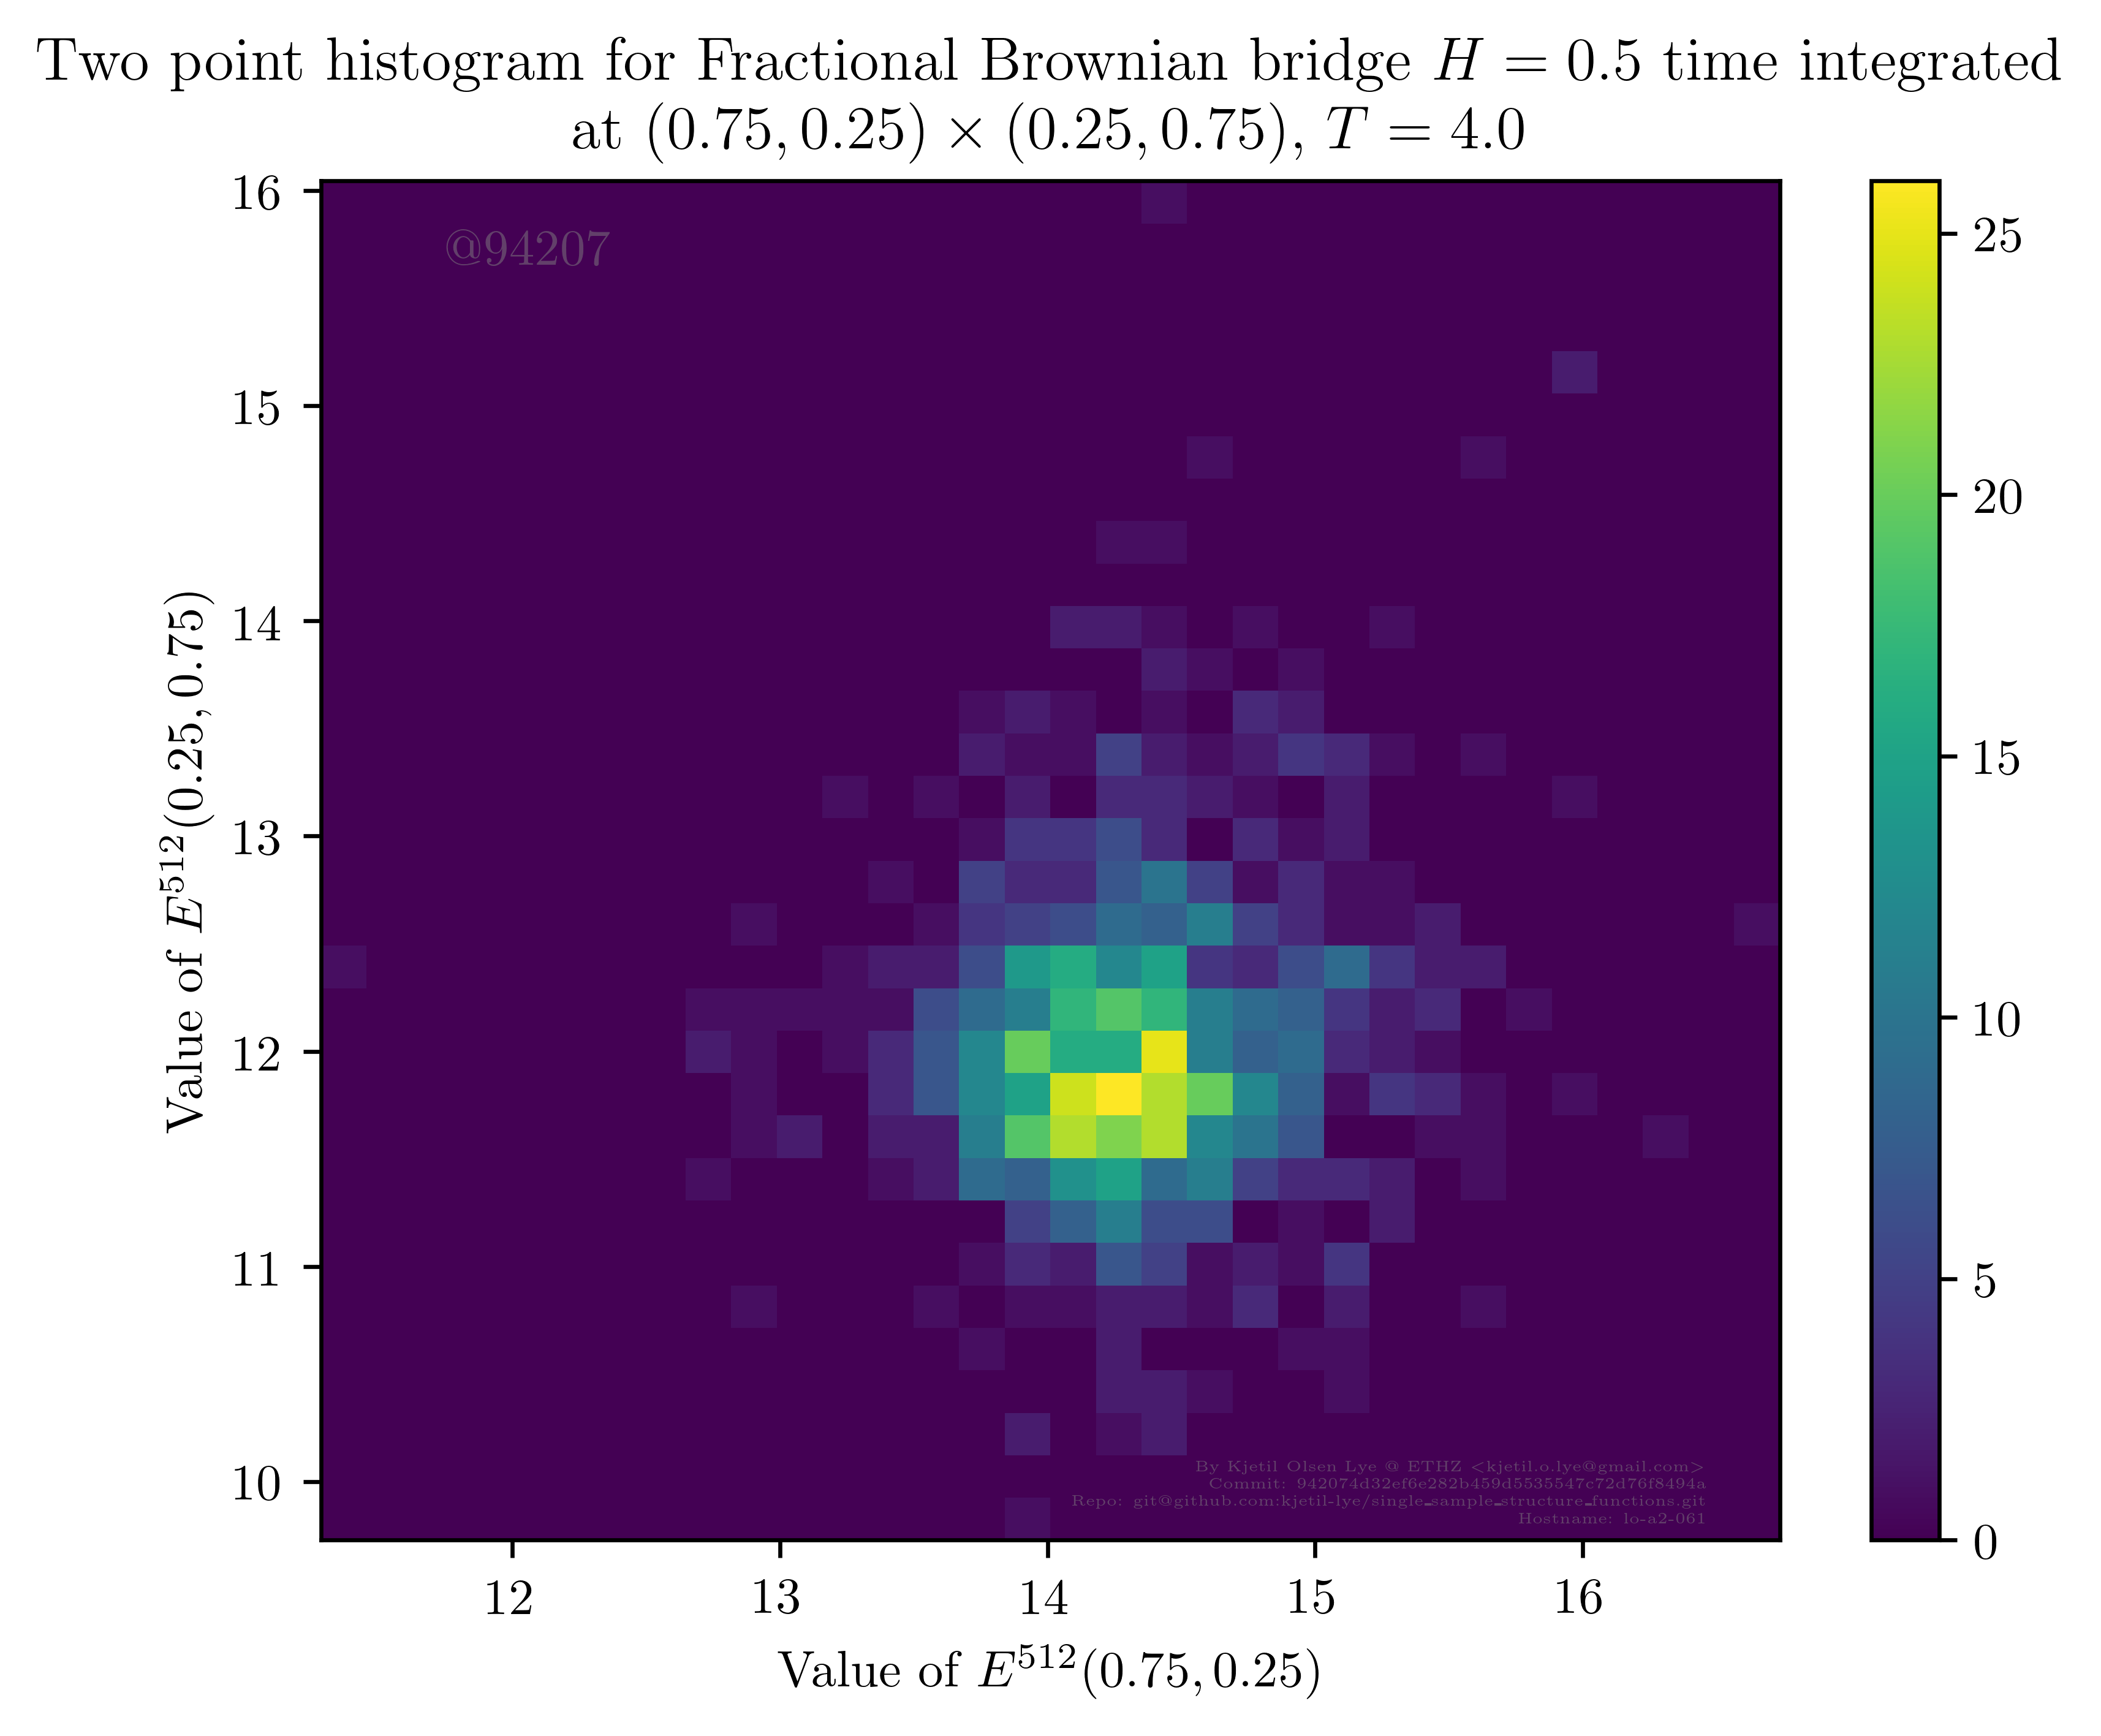 Two point histogram for Fractional Brownian bridge H = 0.5 time integrated
at (0.75, 0.25) × (0.25, 0.75), T = 4.0
16
15
14
13
12
11
10
Value of E^512(0.25, 0.75)
@94207
By Kjetil Olsen Lye @ ETHZ <kjetil.o.lye@gmail.com>
Commit: 942074d32ef6e282b459d5535547c72d76f8494a
Repo: git@github.com:kjetil-lye/single_sample_structure_functions.git
Hostname: lo-a2-061
12 13 14 15 16
Value of E^512(0.75, 0.25)
25
20
15
10
5
0